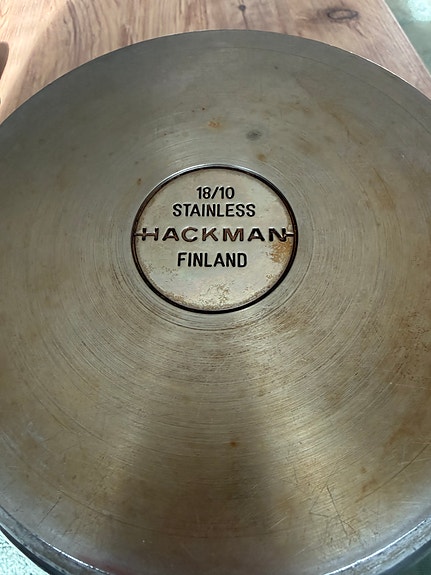 18/10
STAINLESS
HACKMAN
FINLAND